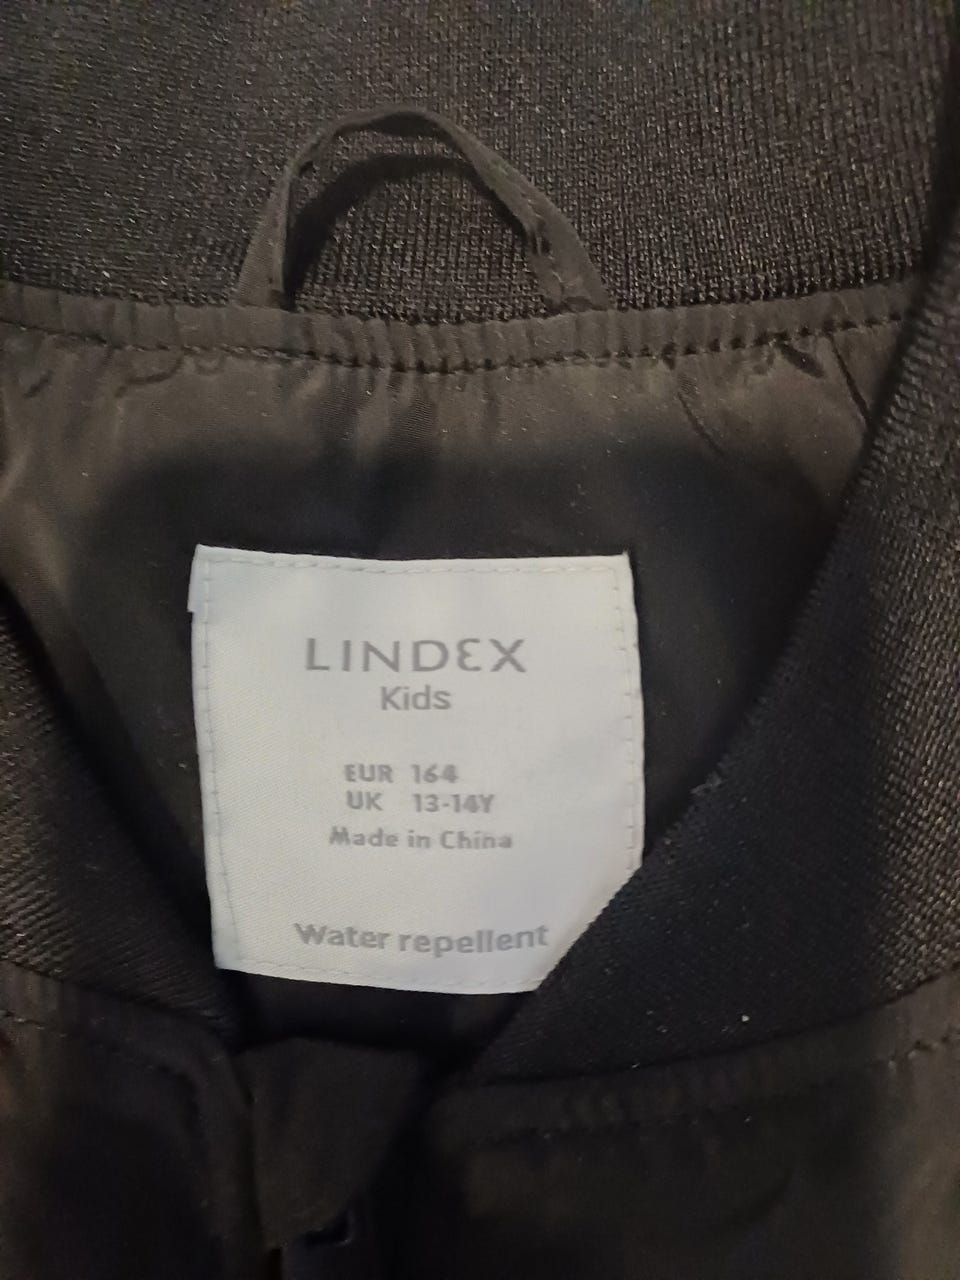 LINDEX
Kids
EUR 164
UK 13-14Y
Made in China
Water repellent